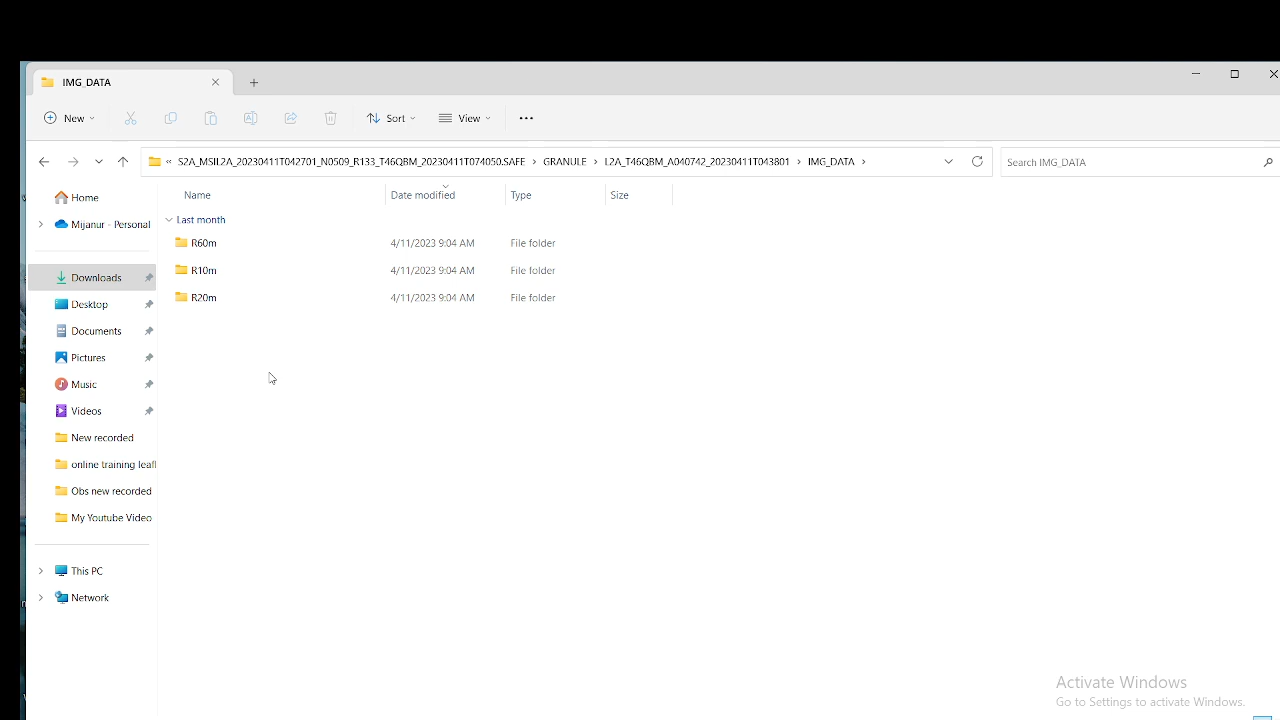 IMG_DATA
New
Sort
View
« S2A_MSIL2A_20230411T042701_N0509_R133_T46QBM_20230411T074050.SAFE > GRANULE > L2A_T46QBM_A040742_20230411T043801 > IMG_DATA >
Search IMG_DATA
Name Date modified Type Size
Last month
R60m 4/11/2023 9:04 AM File folder
R10m 4/11/2023 9:04 AM File folder
R20m 4/11/2023 9:04 AM File folder
Home
Mijanur - Personal
Downloads
Desktop
Documents
Pictures
Music
Videos
New recorded
online training leafl
Obs new recorded
My Youtube Video
This PC
Network
Activate Windows
Go to Settings to activate Windows.